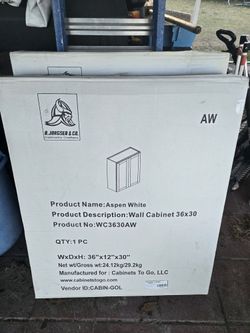 R. JORGSEN & CO.
AW
Product Name:Aspen White
Product Description:Wall Cabinet 36x30
Product No:WC3630AW
QTY:1 PC
WxDxH: 36"x12"x30"
Net wt/Gross wt:24.12kg/29.2kg
Manufactured for : Cabinets To Go, LLC
www.cabinetstogo.com
Vendor ID:CABIN-GOL